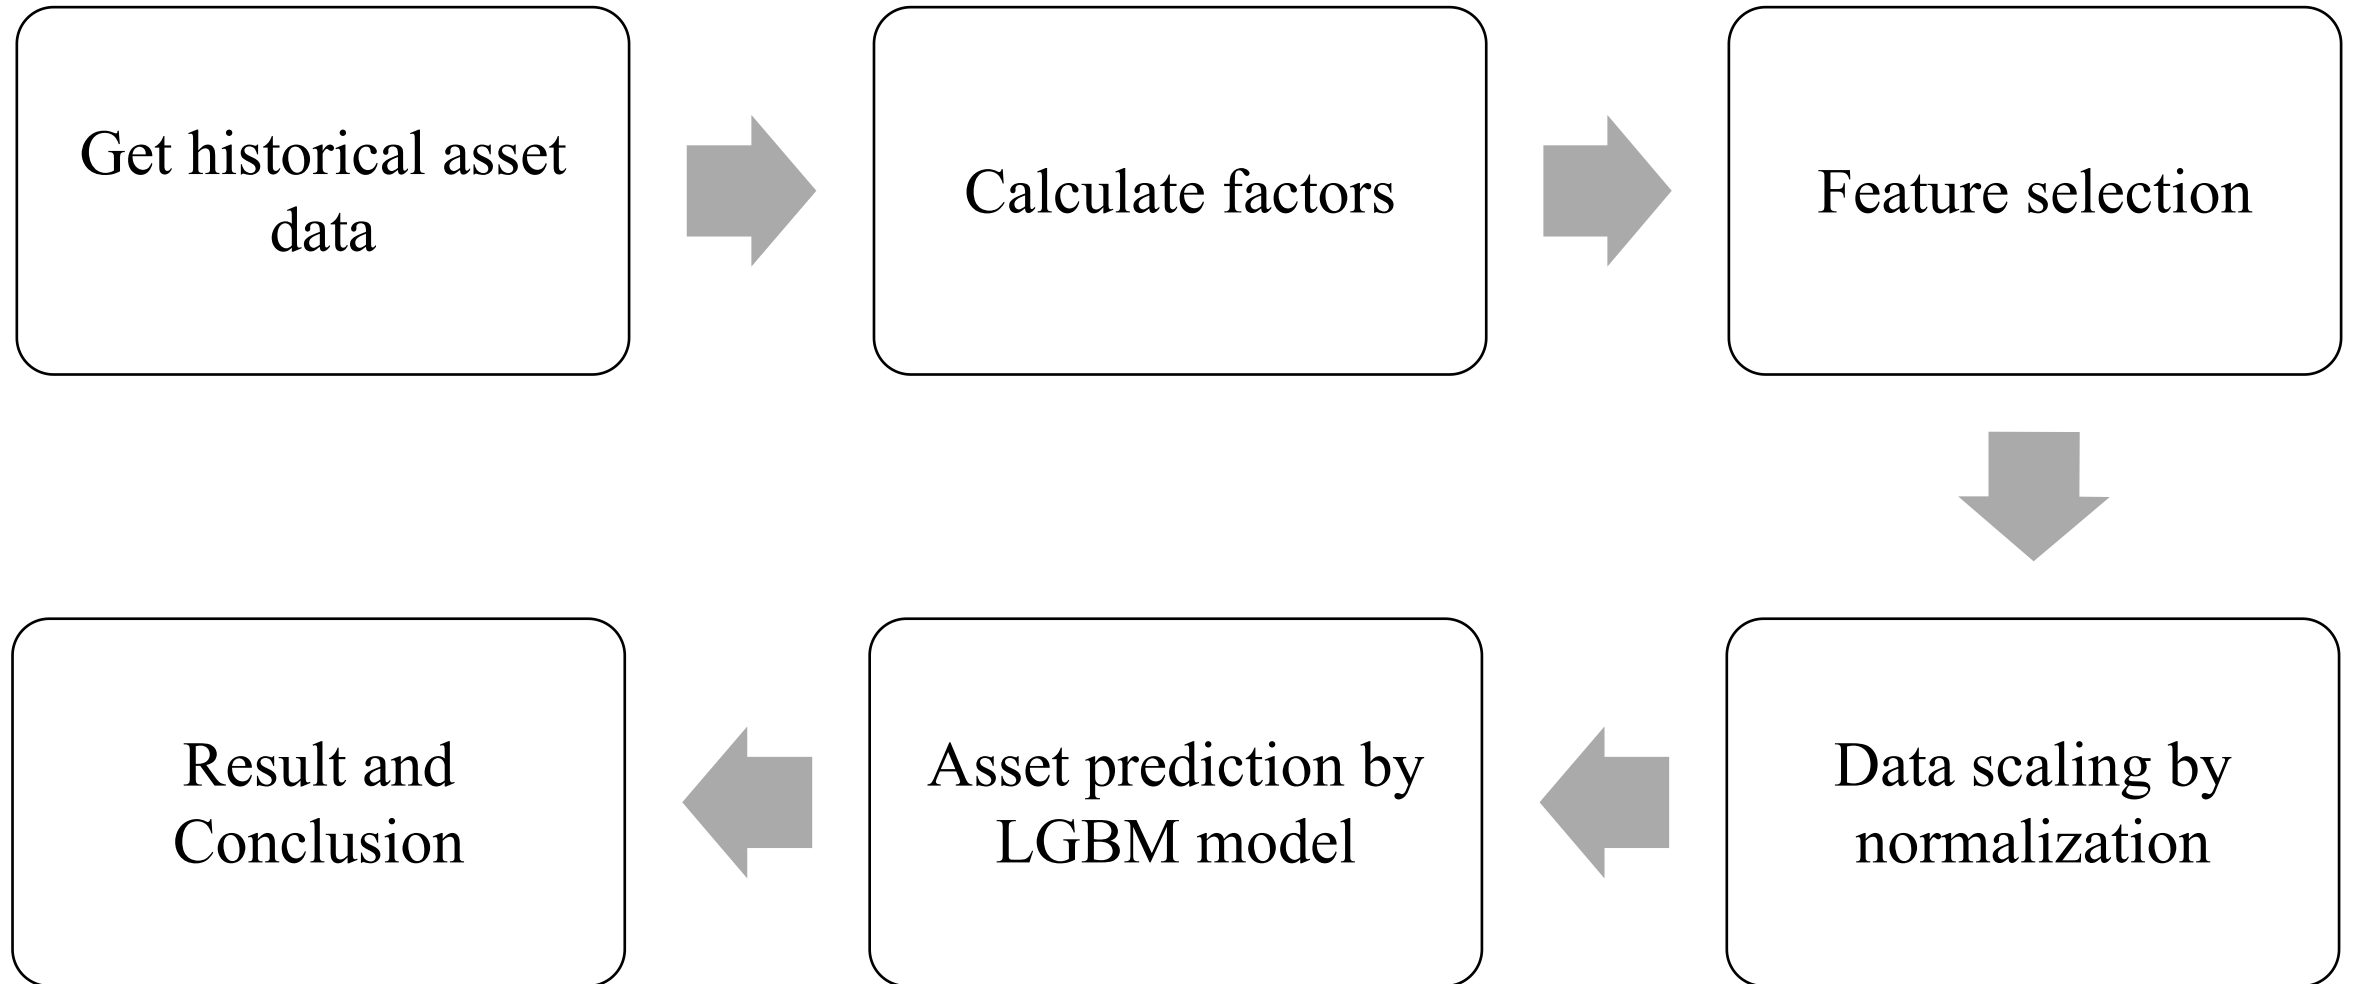 Get historical asset
data
Calculate factors
Feature selection
Data scaling by
normalization
Asset prediction by
LGBM model
Result and
Conclusion